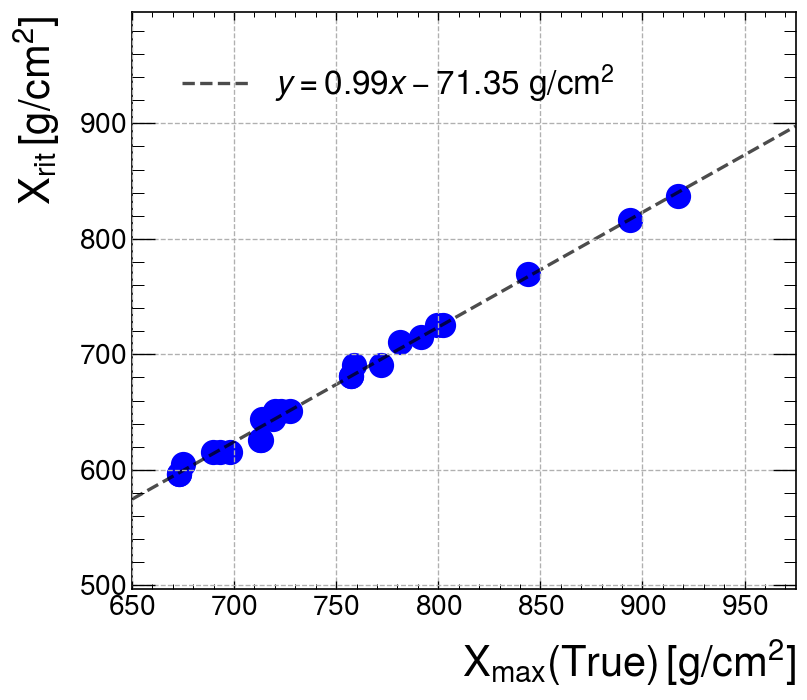 X_rit [g/cm²]
y = 0.99x − 71.35 g/cm²
900
800
700
600
500
650 700 750 800 850 900 950
X_max(True) [g/cm²]